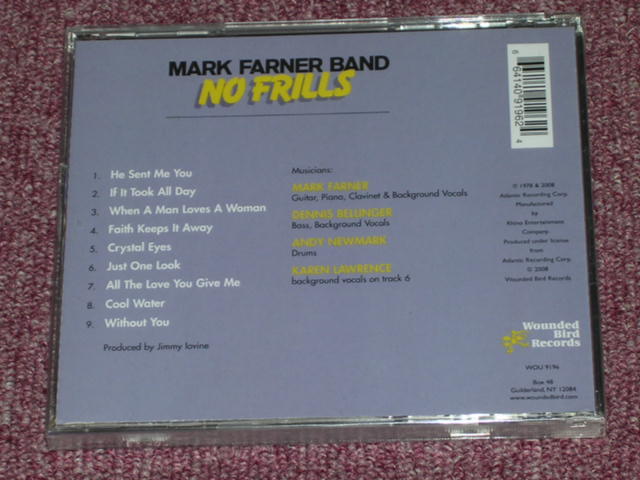 MARK FARNER BAND
NO FRILLS
6 64140 91962 4
1. He Sent Me You
2. If It Took All Day
3. When A Man Loves A Woman
4. Faith Keeps It Away
5. Crystal Eyes
6. Just One Look
7. All The Love You Give Me
8. Cool Water
9. Without You
Produced by Jimmy Iovine
Musicians:
MARK FARNER
Guitar, Piano, Clavinet & Background Vocals
DENNIS BELLINGER
Bass, Background Vocals
ANDY NEWMARK
Drums
KAREN LAWRENCE
background vocals on track 6
℗ 1978 & 2008
Atlantic Recording Corp.
Manufactured
by
Rhino Entertainment
Company.
Produced under license
from
Atlantic Recording Corp.
© 2008
Wounded Bird Records
Wounded
Bird
Records
WOU 9196
Box 48
Guilderland, NY 12084
www.woundedbird.com